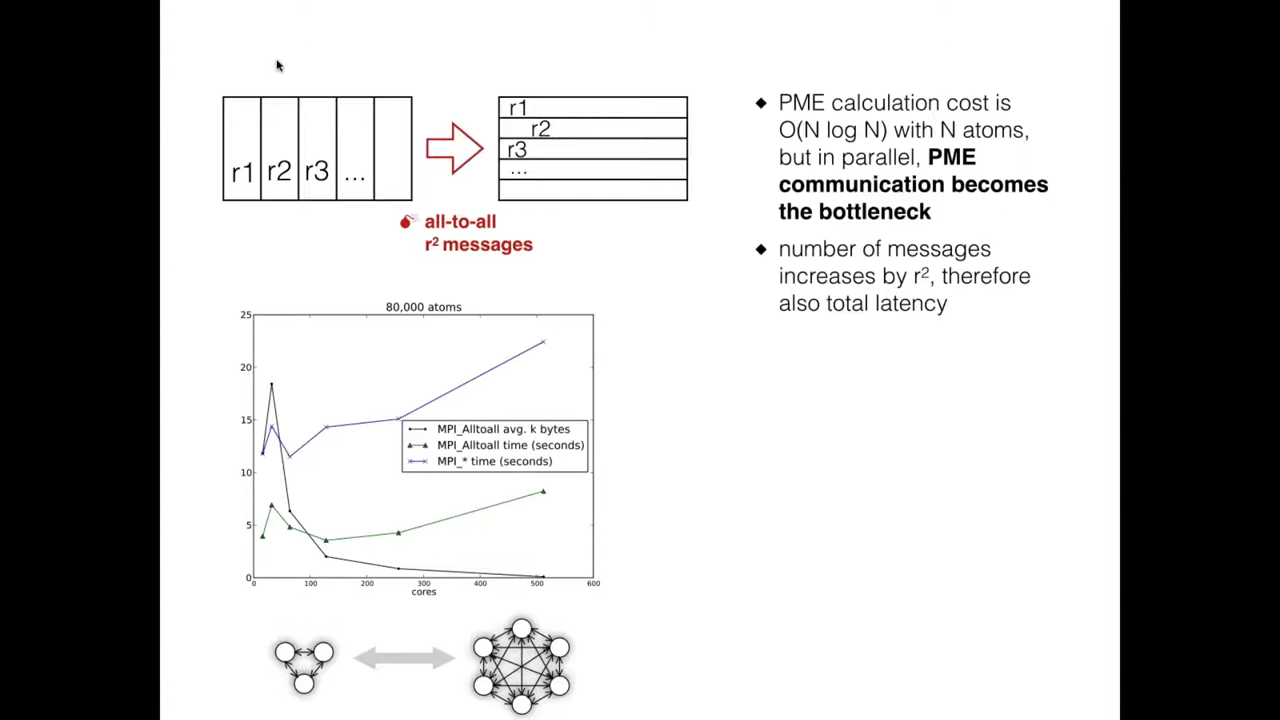 r1 r2 r3 ...
r1
r2
r3
...
all-to-all
r² messages
◆ PME calculation cost is
O(N log N) with N atoms,
but in parallel, PME
communication becomes
the bottleneck
◆ number of messages
increases by r², therefore
also total latency
80,000 atoms
25
20
15
10
5
0
MPI_Alltoall avg. k bytes
MPI_Alltoall time (seconds)
MPI_* time (seconds)
0 100 200 300 400 500 600
cores